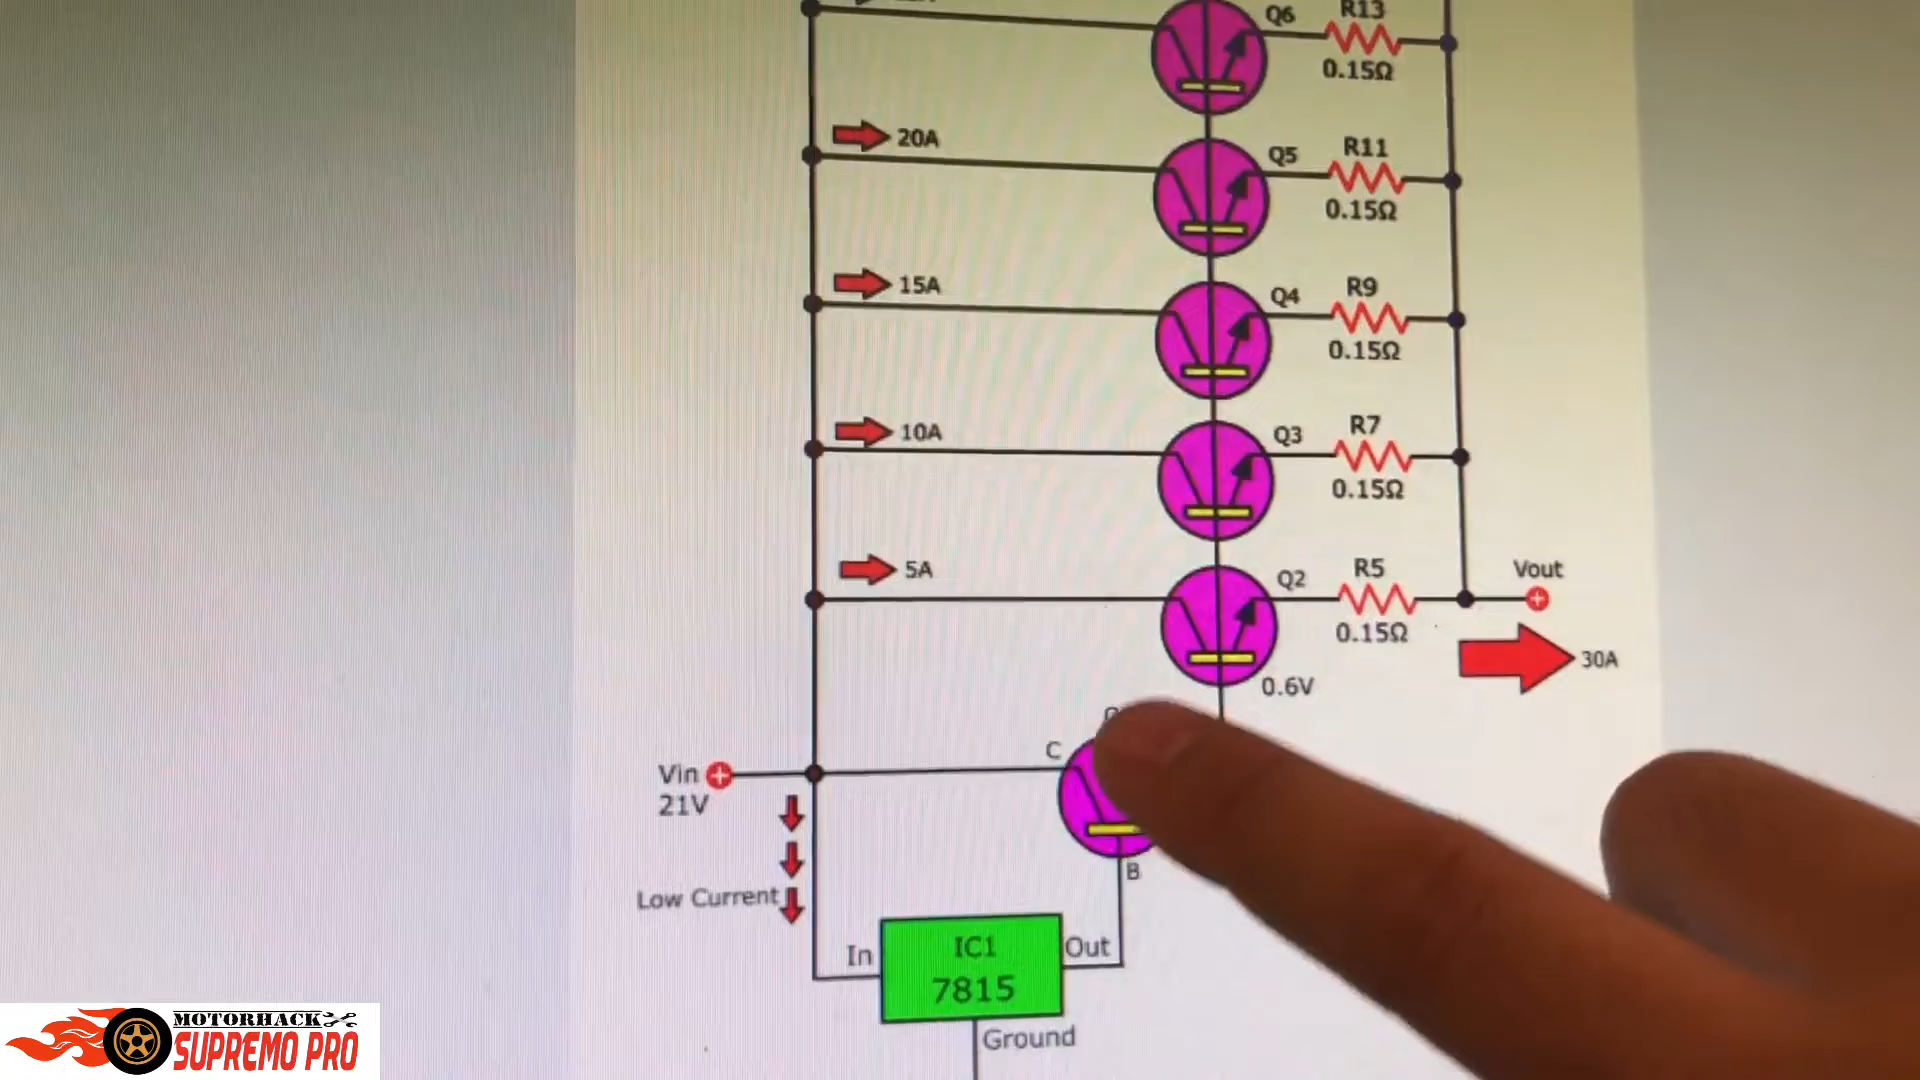 Q6
R13
0.15Ω
20A
Q5
R11
0.15Ω
15A
Q4
R9
0.15Ω
10A
Q3
R7
0.15Ω
5A
Q2
R5
0.15Ω
Vout
30A
0.6V
C
Vin
21V
B
Low Current
In
IC1
7815
Out
Ground
MOTORHACK
SUPREMO PRO